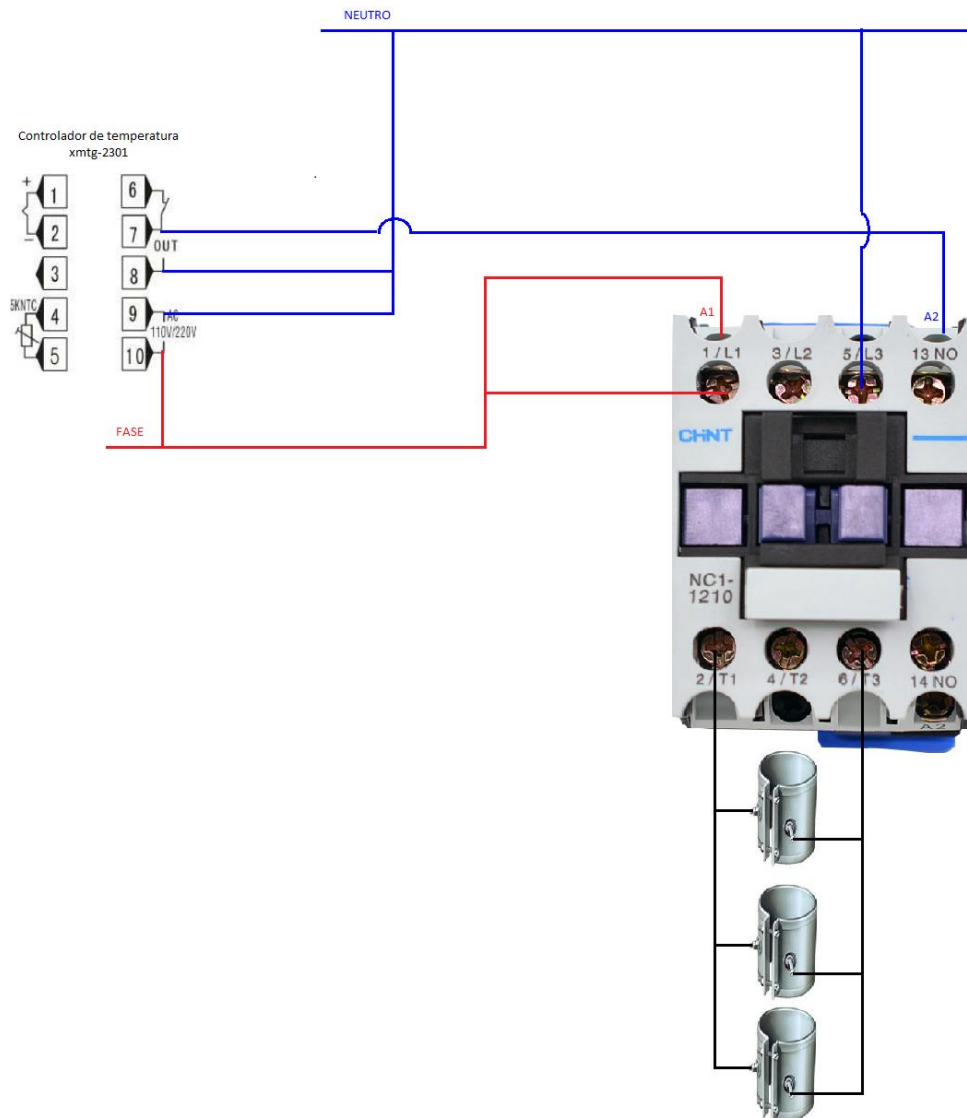 NEUTRO
Controlador de temperatura
xmtg-2301
+
1
6
-
2
7
OUT
3
8
5KNTC
4
9
AC
110V/220V
5
10
FASE
A1
A2
1 / L1
3 / L2
5 / L3
13 NO
CHNT
NC1-
1210
2 / T1
4 / T2
6 / T3
14 NO
A2